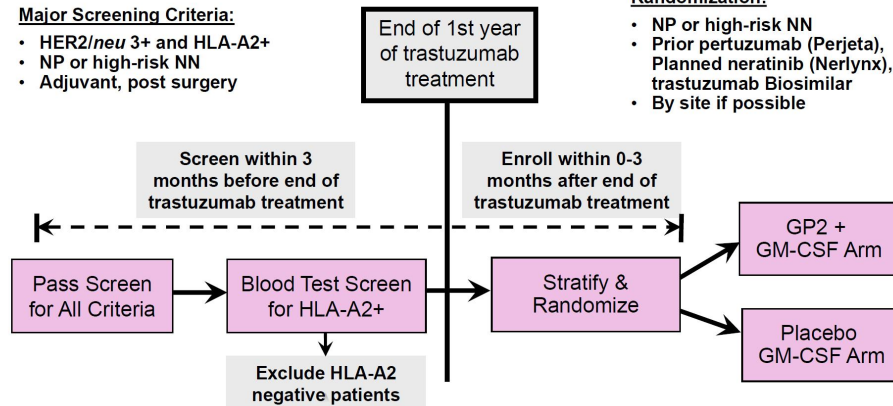 Major Screening Criteria:
• HER2/neu 3+ and HLA-A2+
• NP or high-risk NN
• Adjuvant, post surgery
End of 1st year
of trastuzumab
treatment
Randomization:
• NP or high-risk NN
• Prior pertuzumab (Perjeta),
Planned neratinib (Nerlynx),
trastuzumab Biosimilar
• By site if possible
Screen within 3
months before end of
trastuzumab treatment
Enroll within 0-3
months after end of
trastuzumab treatment
Pass Screen
for All Criteria
Blood Test Screen
for HLA-A2+
Stratify &
Randomize
GP2 +
GM-CSF Arm
Placebo
GM-CSF Arm
Exclude HLA-A2
negative patients